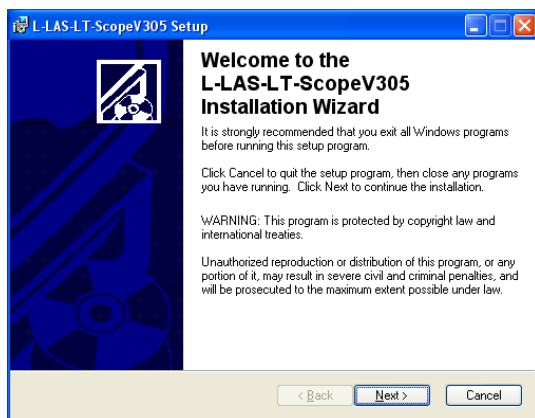 L-LAS-LT-ScopeV305 Setup
Welcome to the
L-LAS-LT-ScopeV305
Installation Wizard
It is strongly recommended that you exit all Windows programs
before running this setup program.
Click Cancel to quit the setup program, then close any programs
you have running. Click Next to continue the installation.
WARNING: This program is protected by copyright law and
international treaties.
Unauthorized reproduction or distribution of this program, or any
portion of it, may result in severe civil and criminal penalties, and
will be prosecuted to the maximum extent possible under law.
< Back Next > Cancel